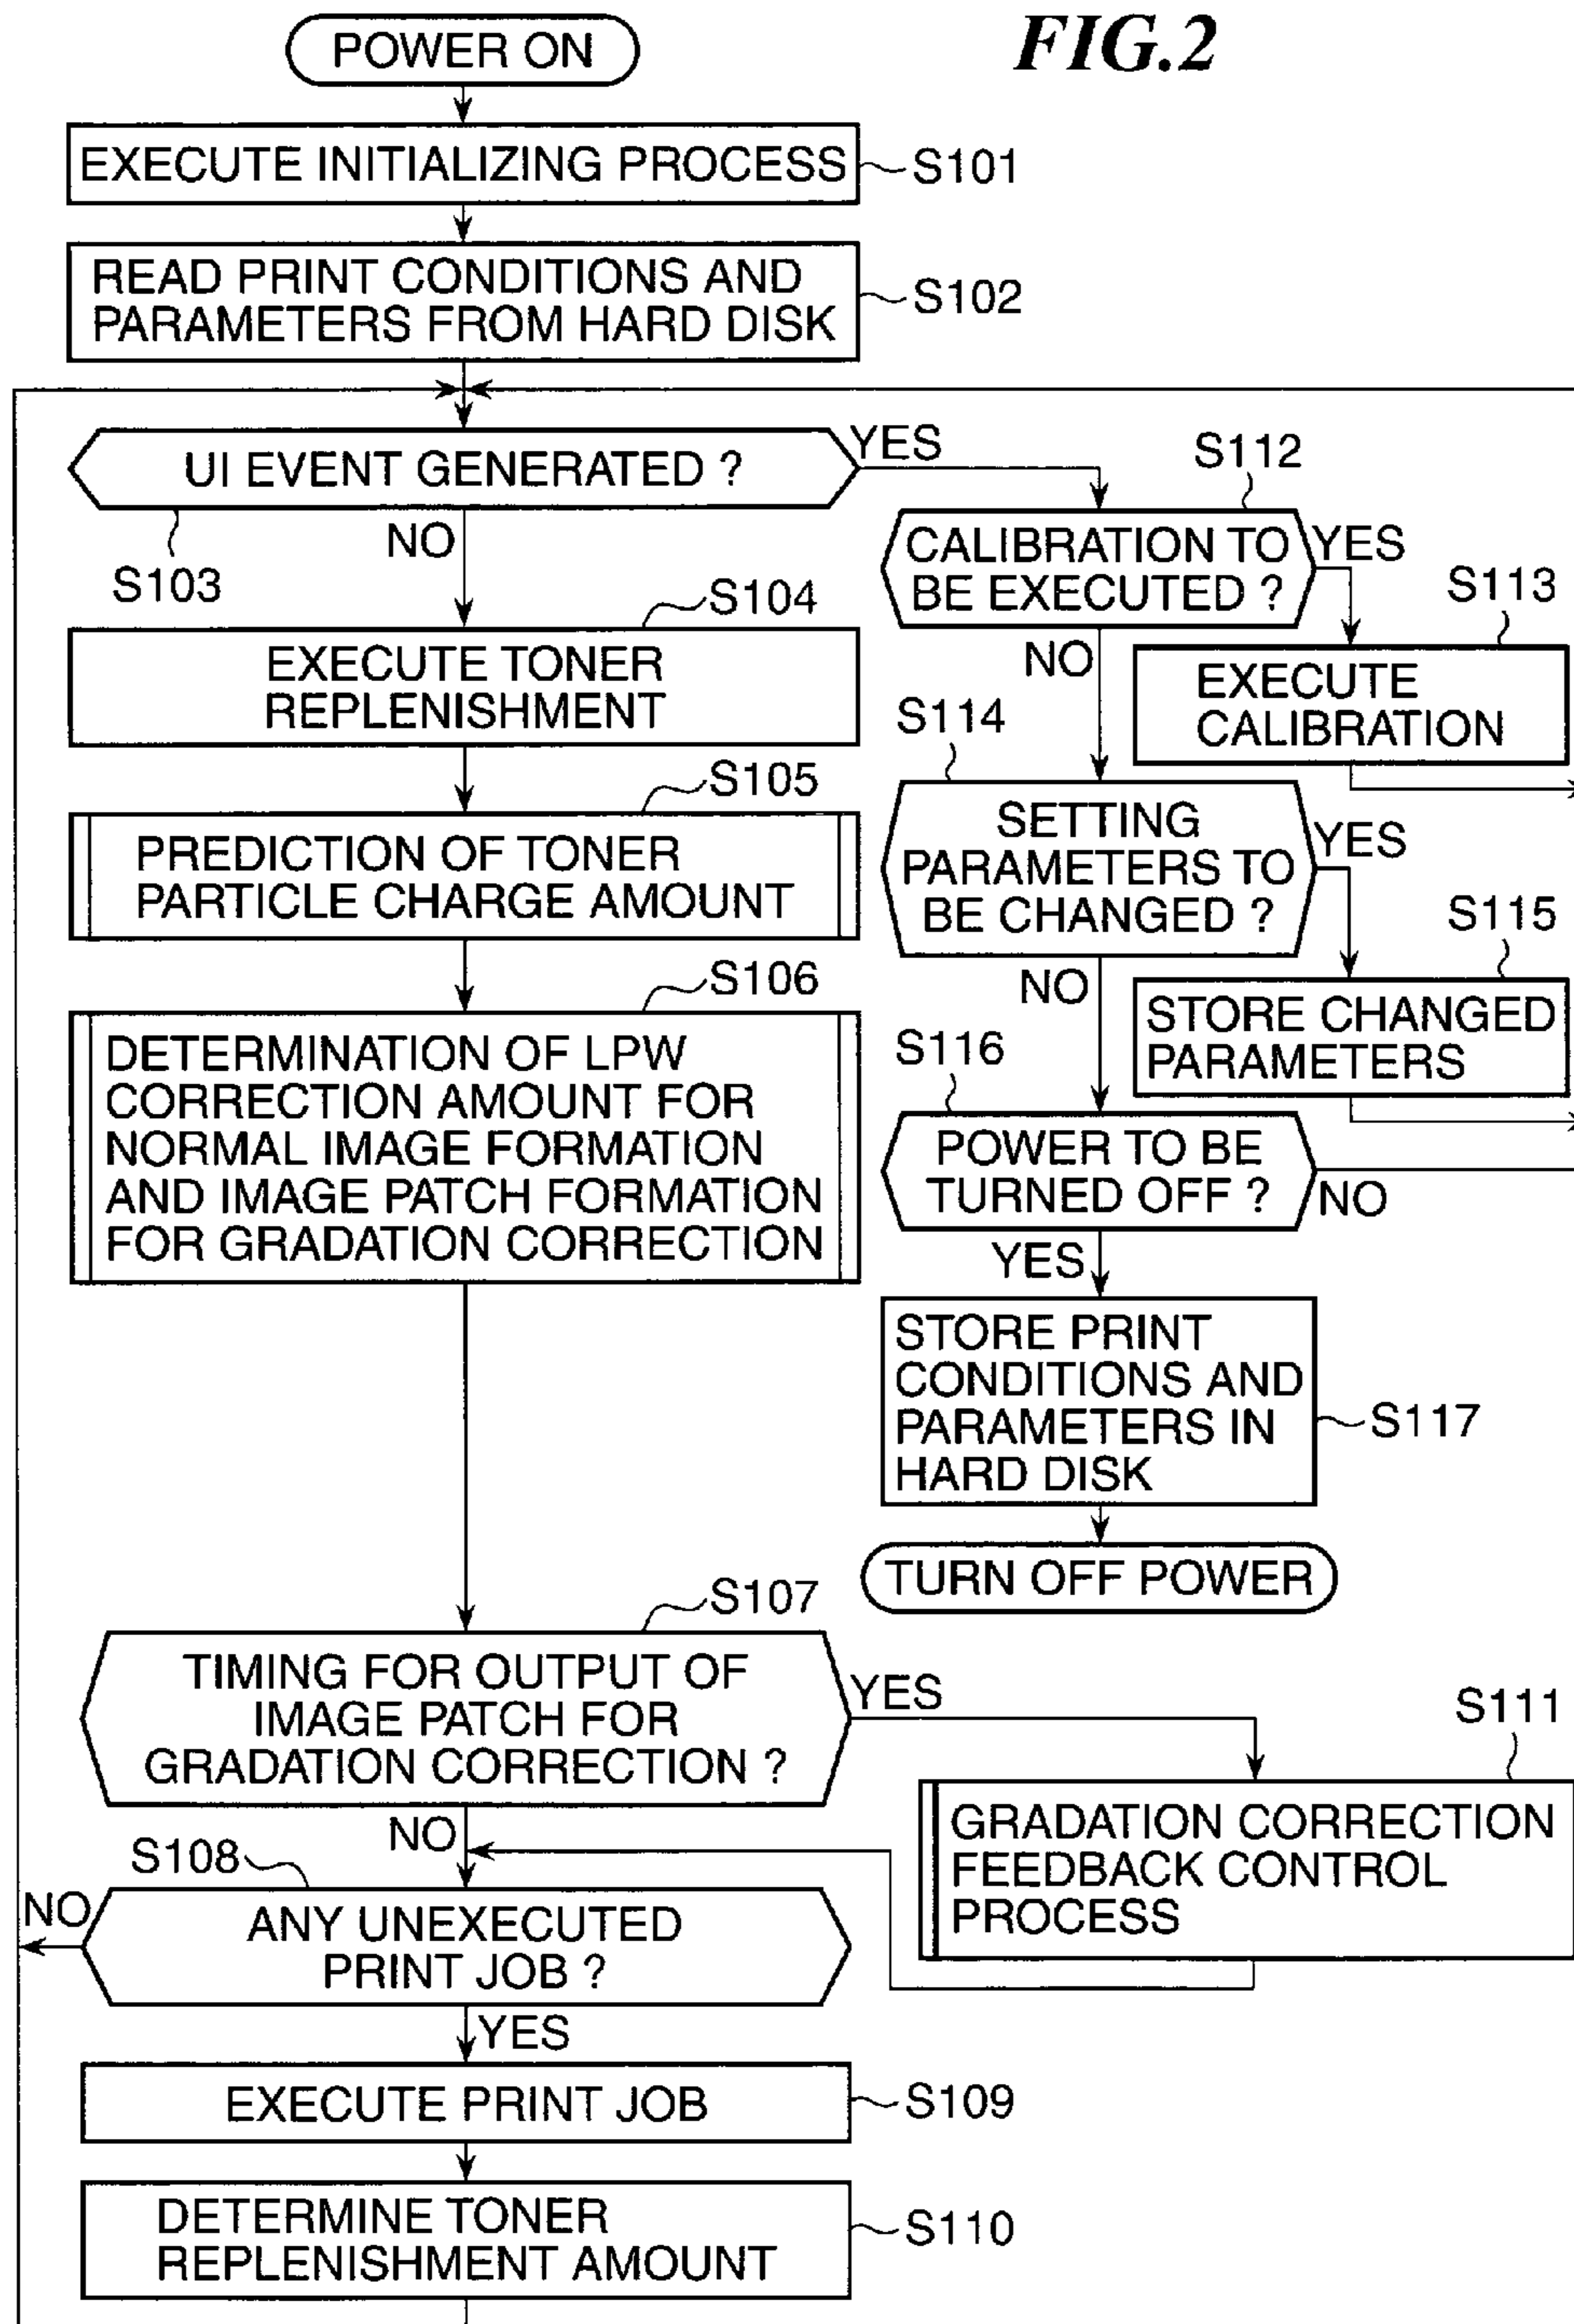 FIG.2
POWER ON
EXECUTE INITIALIZING PROCESS
S101
READ PRINT CONDITIONS AND
PARAMETERS FROM HARD DISK
S102
UI EVENT GENERATED ?
YES
NO
S103
S104
EXECUTE TONER
REPLENISHMENT
S105
PREDICTION OF TONER
PARTICLE CHARGE AMOUNT
S106
DETERMINATION OF LPW
CORRECTION AMOUNT FOR
NORMAL IMAGE FORMATION
AND IMAGE PATCH FORMATION
FOR GRADATION CORRECTION
S112
CALIBRATION TO
BE EXECUTED ?
YES
NO
S113
EXECUTE
CALIBRATION
S114
SETTING
PARAMETERS TO
BE CHANGED ?
YES
NO
S115
STORE CHANGED
PARAMETERS
S116
POWER TO BE
TURNED OFF ?
NO
YES
STORE PRINT
CONDITIONS AND
PARAMETERS IN
HARD DISK
S117
TURN OFF POWER
S107
TIMING FOR OUTPUT OF
IMAGE PATCH FOR
GRADATION CORRECTION ?
YES
NO
S111
GRADATION CORRECTION
FEEDBACK CONTROL
PROCESS
S108
NO
ANY UNEXECUTED
PRINT JOB ?
YES
EXECUTE PRINT JOB
S109
DETERMINE TONER
REPLENISHMENT AMOUNT
S110